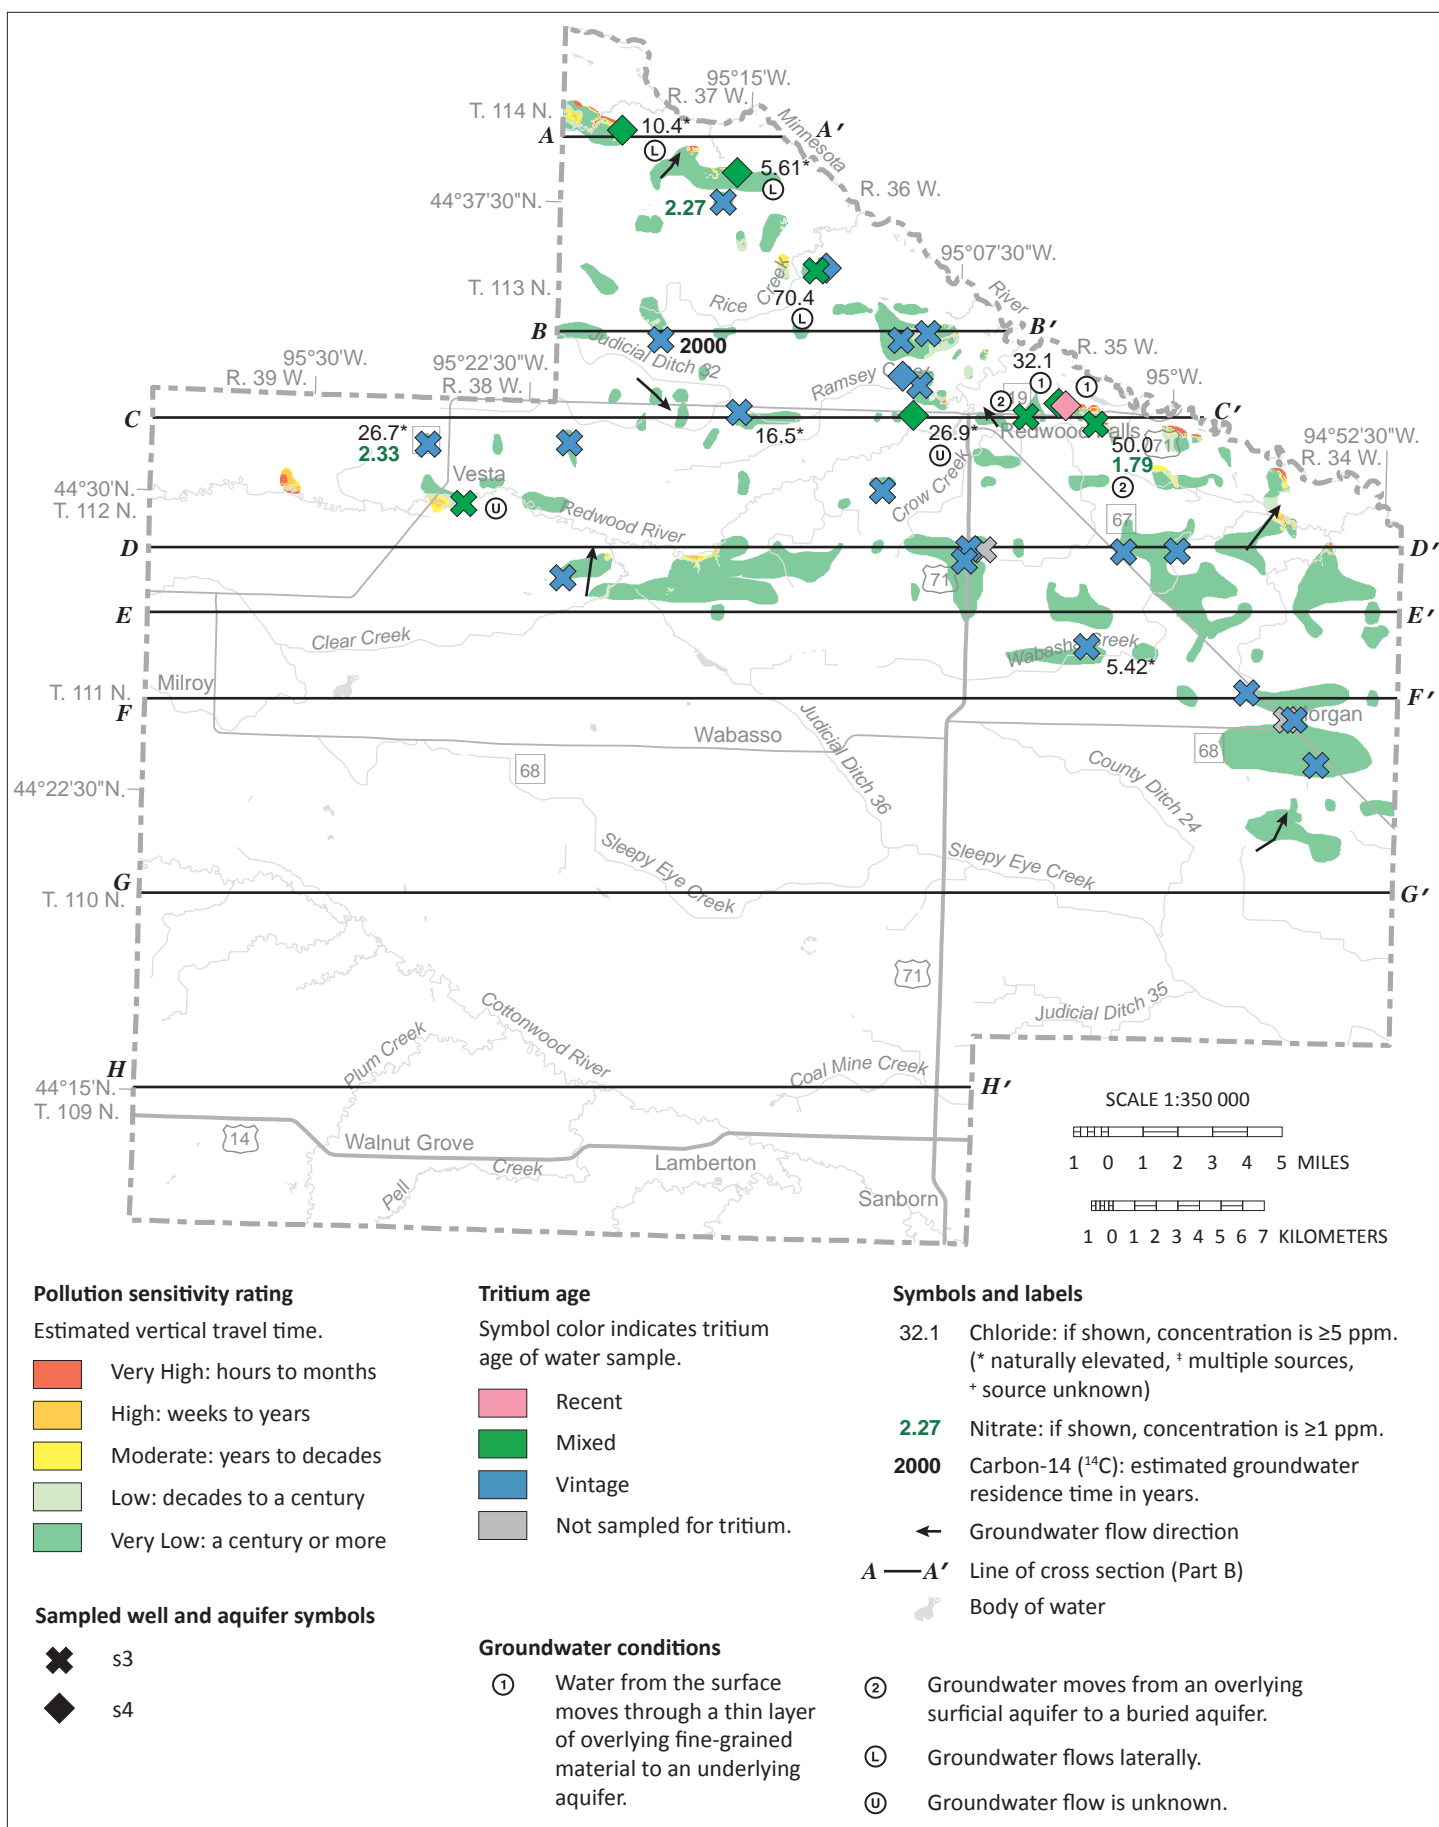 95°15'W.
R. 37 W.
T. 114 N.
A
10.4*
A′
L
Minnesota
5.61*
L
R. 36 W.
44°37'30"N.
2.27
95°07'30"W.
Creek
T. 113 N.
Rice
70.4
River
L
B
B′
Judicial Ditch 32
2000
95°30'W.
95°22'30"W.
32.1
R. 35 W.
R. 39 W.
R. 38 W.
1
1
95°W.
2
19
C
C′
26.7*
16.5*
26.9*
Redwood Falls
50.0
71
94°52'30"W.
2.33
U
1.79
R. 34 W.
Vesta
2
44°30'N.
T. 112 N.
U
Crow Creek
Redwood River
67
D
D′
71
E
E′
Clear Creek
Wabasha Creek
5.42*
T. 111 N.
Milroy
F
F′
Wabasso
Judicial Ditch 36
68
68
County Ditch 24
44°22'30"N.
Sleepy Eye Creek
Sleepy Eye Creek
G
T. 110 N.
G′
71
Judicial Ditch 35
Cottonwood River
Plum Creek
H
Coal Mine Creek
44°15'N.
H′
T. 109 N.
14
Walnut Grove
Creek
Lamberton
Pell
Sanborn
SCALE 1:350 000
1 0 1 2 3 4 5 MILES
1 0 1 2 3 4 5 6 7 KILOMETERS
Pollution sensitivity rating
Estimated vertical travel time.
Very High: hours to months
High: weeks to years
Moderate: years to decades
Low: decades to a century
Very Low: a century or more
Sampled well and aquifer symbols
s3
s4
Tritium age
Symbol color indicates tritium
age of water sample.
Recent
Mixed
Vintage
Not sampled for tritium.
Symbols and labels
32.1 Chloride: if shown, concentration is ≥5 ppm.
(* naturally elevated, ‡ multiple sources,
+ source unknown)
2.27 Nitrate: if shown, concentration is ≥1 ppm.
2000 Carbon-14 (¹⁴C): estimated groundwater
residence time in years.
Groundwater flow direction
A A′ Line of cross section (Part B)
Body of water
Groundwater conditions
1 Water from the surface
moves through a thin layer
of overlying fine-grained
material to an underlying
aquifer.
2 Groundwater moves from an overlying
surficial aquifer to a buried aquifer.
L Groundwater flows laterally.
U Groundwater flow is unknown.